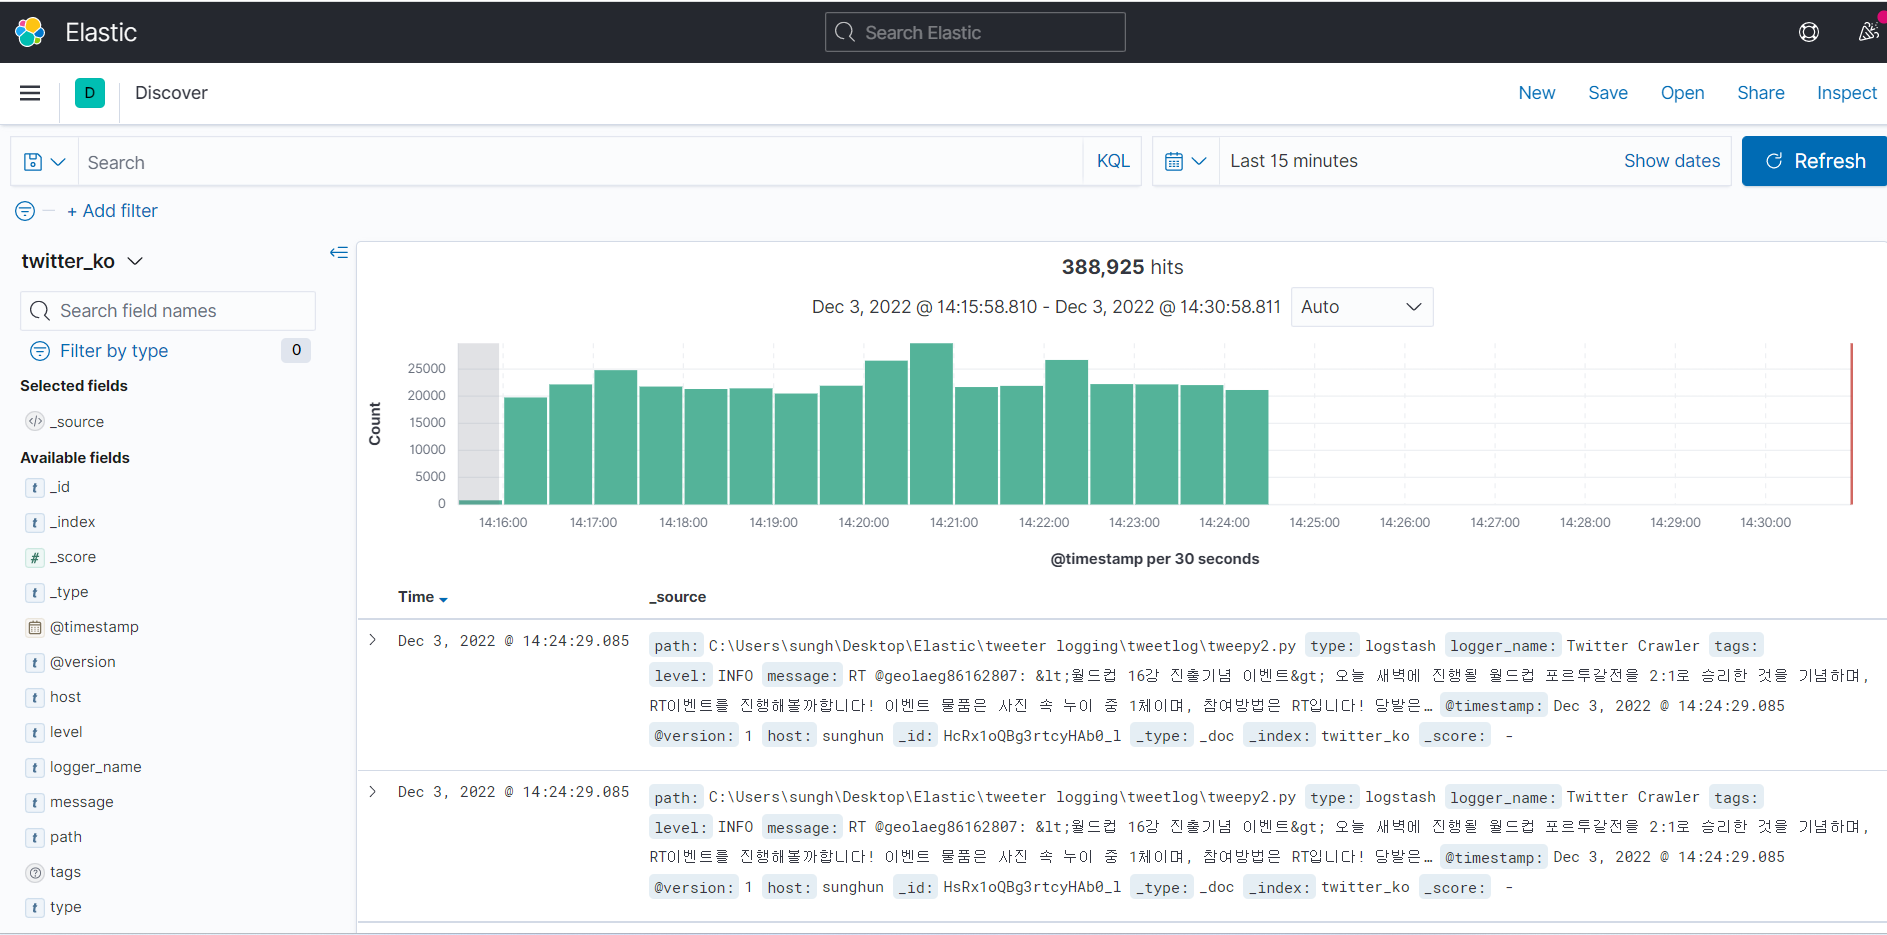 Elastic
Search Elastic
D
Discover
New
Save
Open
Share
Inspect
Search
KQL
Last 15 minutes
Show dates
Refresh
+ Add filter
twitter_ko
Search field names
Filter by type
0
Selected fields
_source
Available fields
t _id
t _index
# _score
t _type
@timestamp
t @version
t host
t level
t logger_name
t message
t path
tags
t type
388,925 hits
Dec 3, 2022 @ 14:15:58.810 - Dec 3, 2022 @ 14:30:58.811
Auto
Count
25000
20000
15000
10000
5000
0
14:16:00 14:17:00 14:18:00 14:19:00 14:20:00 14:21:00 14:22:00 14:23:00 14:24:00 14:25:00 14:26:00 14:27:00 14:28:00 14:29:00 14:30:00
@timestamp per 30 seconds
Time _source
Dec 3, 2022 @ 14:24:29.085 path: C:\Users\sungh\Desktop\Elastic\tweeter logging\tweetlog\tweepy2.py type: logstash logger_name: Twitter Crawler tags:
level: INFO message: RT @geolaeg86162807: &lt;월드컵 16강 진출기념 이벤트&gt; 오늘 새벽에 진행될 월드컵 포르투갈전을 2:1로 승리한 것을 기념하며,
RT이벤트를 진행해볼까합니다! 이벤트 물품은 사진 속 누이 중 1체이며, 참여방법은 RT입니다! 당발은… @timestamp: Dec 3, 2022 @ 14:24:29.085
@version: 1 host: sunghun _id: HcRx1oQBg3rtcyHAb0_l _type: _doc _index: twitter_ko _score: -
Dec 3, 2022 @ 14:24:29.085 path: C:\Users\sungh\Desktop\Elastic\tweeter logging\tweetlog\tweepy2.py type: logstash logger_name: Twitter Crawler tags:
level: INFO message: RT @geolaeg86162807: &lt;월드컵 16강 진출기념 이벤트&gt; 오늘 새벽에 진행될 월드컵 포르투갈전을 2:1로 승리한 것을 기념하며,
RT이벤트를 진행해볼까합니다! 이벤트 물품은 사진 속 누이 중 1체이며, 참여방법은 RT입니다! 당발은… @timestamp: Dec 3, 2022 @ 14:24:29.085
@version: 1 host: sunghun _id: HsRx1oQBg3rtcyHAb0_l _type: _doc _index: twitter_ko _score: -